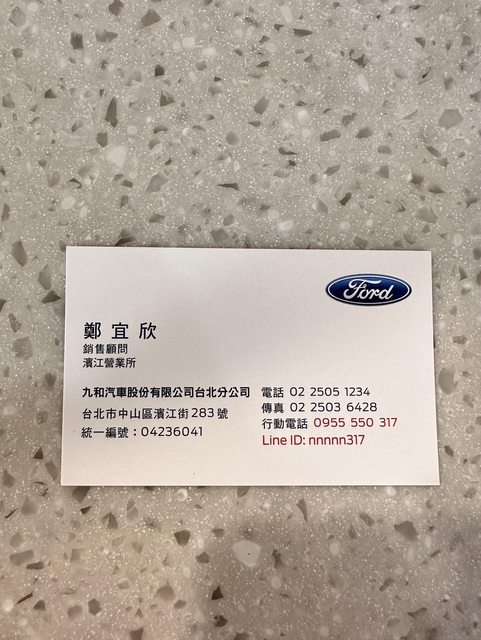 Ford
鄭宜欣
銷售顧問
濱江營業所
九和汽車股份有限公司台北分公司
台北市中山區濱江街283號
統一編號：04236041
電話 02 2505 1234
傳真 02 2503 6428
行動電話 0955 550 317
Line ID: nnnnn317